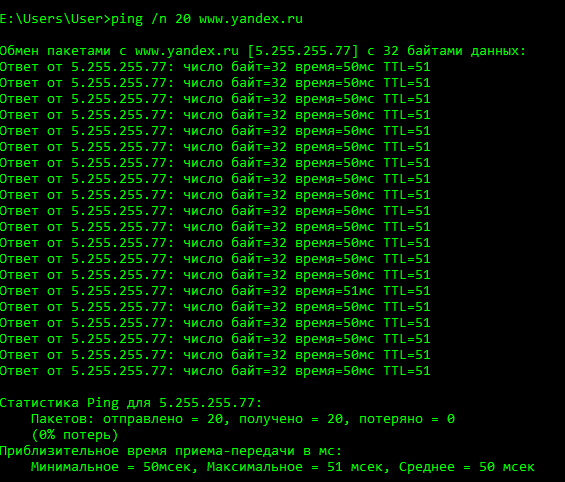 E:\Users\User>ping /n 20 www.yandex.ru
Обмен пакетами с www.yandex.ru [5.255.255.77] с 32 байтами данных:
Ответ от 5.255.255.77: число байт=32 время=50мс TTL=51
Ответ от 5.255.255.77: число байт=32 время=50мс TTL=51
Ответ от 5.255.255.77: число байт=32 время=50мс TTL=51
Ответ от 5.255.255.77: число байт=32 время=50мс TTL=51
Ответ от 5.255.255.77: число байт=32 время=50мс TTL=51
Ответ от 5.255.255.77: число байт=32 время=50мс TTL=51
Ответ от 5.255.255.77: число байт=32 время=50мс TTL=51
Ответ от 5.255.255.77: число байт=32 время=50мс TTL=51
Ответ от 5.255.255.77: число байт=32 время=50мс TTL=51
Ответ от 5.255.255.77: число байт=32 время=50мс TTL=51
Ответ от 5.255.255.77: число байт=32 время=50мс TTL=51
Ответ от 5.255.255.77: число байт=32 время=50мс TTL=51
Ответ от 5.255.255.77: число байт=32 время=50мс TTL=51
Ответ от 5.255.255.77: число байт=32 время=50мс TTL=51
Ответ от 5.255.255.77: число байт=32 время=51мс TTL=51
Ответ от 5.255.255.77: число байт=32 время=50мс TTL=51
Ответ от 5.255.255.77: число байт=32 время=50мс TTL=51
Ответ от 5.255.255.77: число байт=32 время=50мс TTL=51
Ответ от 5.255.255.77: число байт=32 время=50мс TTL=51
Ответ от 5.255.255.77: число байт=32 время=50мс TTL=51
Статистика Ping для 5.255.255.77:
Пакетов: отправлено = 20, получено = 20, потеряно = 0
(0% потерь)
Приблизительное время приема-передачи в мс:
Минимальное = 50мсек, Максимальное = 51 мсек, Среднее = 50 мсек